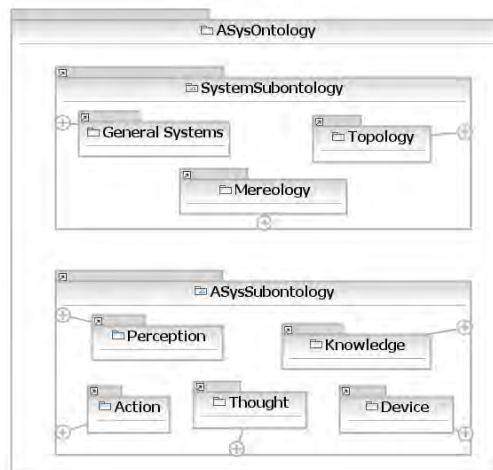 ASysOntology
SystemSubontology
General Systems
Topology
Mereology
ASysSubontology
Perception
Knowledge
Action
Thought
Device